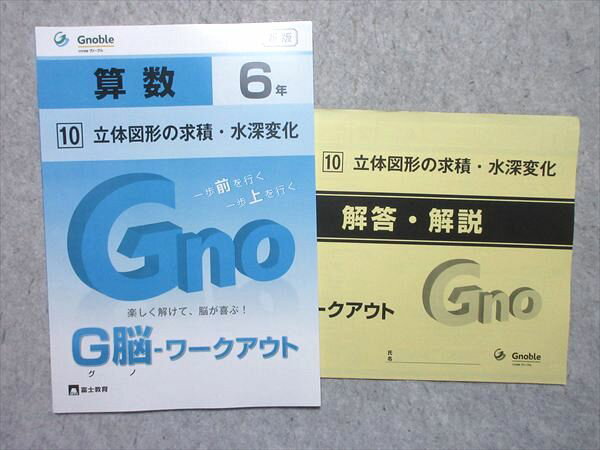 Gnoble
算数 6年
10 立体図形の求積・水深変化
一歩前を行く
一歩上を行く
Gno
楽しく解けて、脳が喜ぶ！
G脳-ワークアウト
グ ノ
富士教育
10 立体図形の求積・水深変化
解答・解説
Gno
ークアウト
氏名
Gnoble